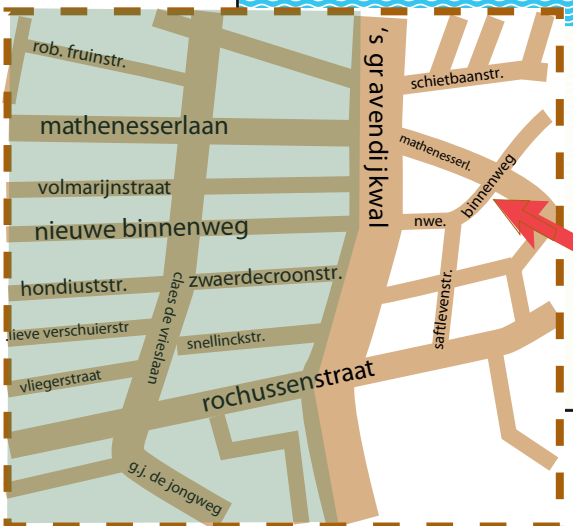 rob. fruinstr.
's gravendijkwal
schietbaanstr.
mathenesserlaan
mathenesserl.
volmarijnstraat
binnenweg
nieuwe binnenweg
nwe.
hondiuststr.
zwaerdecroonstr.
claes de vrieslaan
saftlevenstr.
.lieve verschuierstr
snellinckstr.
vliegerstraat
rochussenstraat
g.j. de jongweg